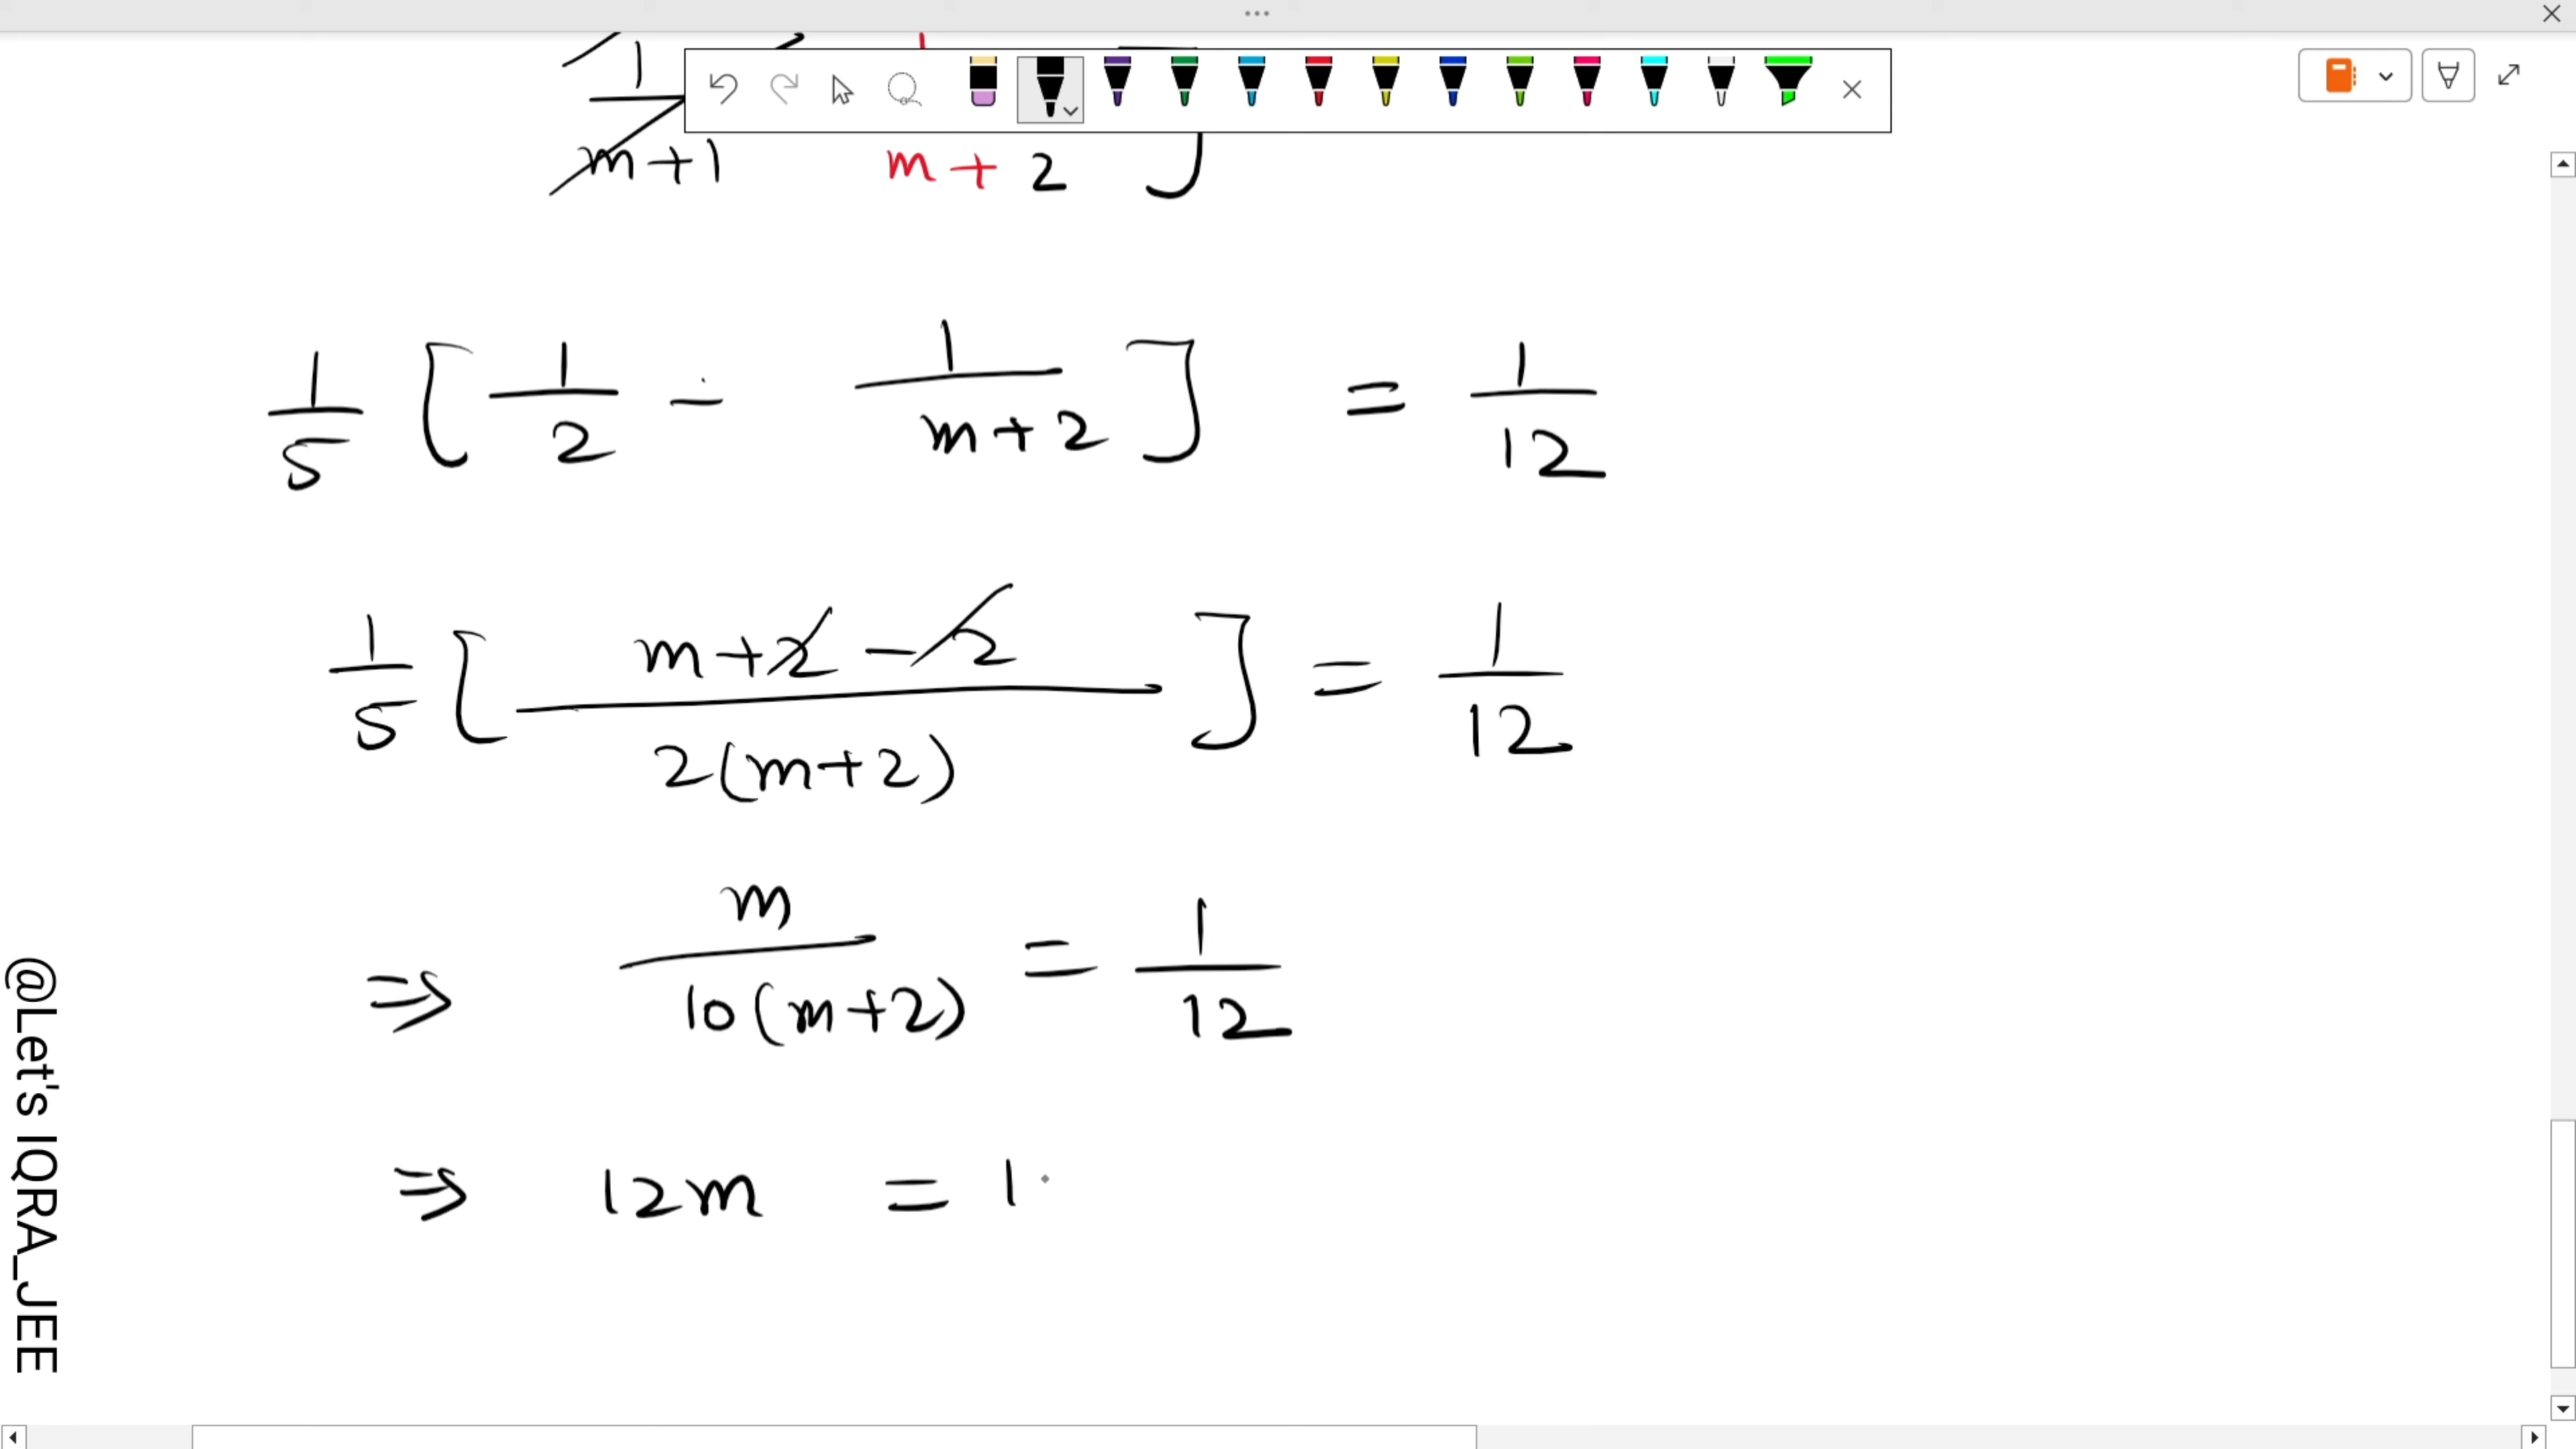 1
m+1 m + 2 ]
1/5 [ 1/2 - 1/(m+2) ] = 1/12
1/5 [ (m+2-2)/(2(m+2)) ] = 1/12
⇒ m/(10(m+2)) = 1/12
⇒ 12m = 1
@Let's IQRA_JEE